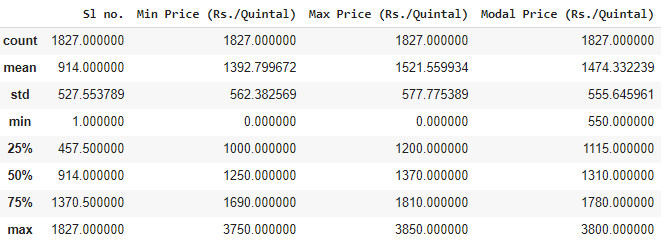 Sl no. Min Price (Rs./Quintal) Max Price (Rs./Quintal) Modal Price (Rs./Quintal)
count 1827.000000 1827.000000 1827.000000 1827.000000
mean 914.000000 1392.799672 1521.559934 1474.332239
std 527.553789 562.382569 577.775389 555.645961
min 1.000000 0.000000 0.000000 550.000000
25% 457.500000 1000.000000 1200.000000 1115.000000
50% 914.000000 1250.000000 1370.000000 1310.000000
75% 1370.500000 1690.000000 1810.000000 1780.000000
max 1827.000000 3750.000000 3850.000000 3800.000000